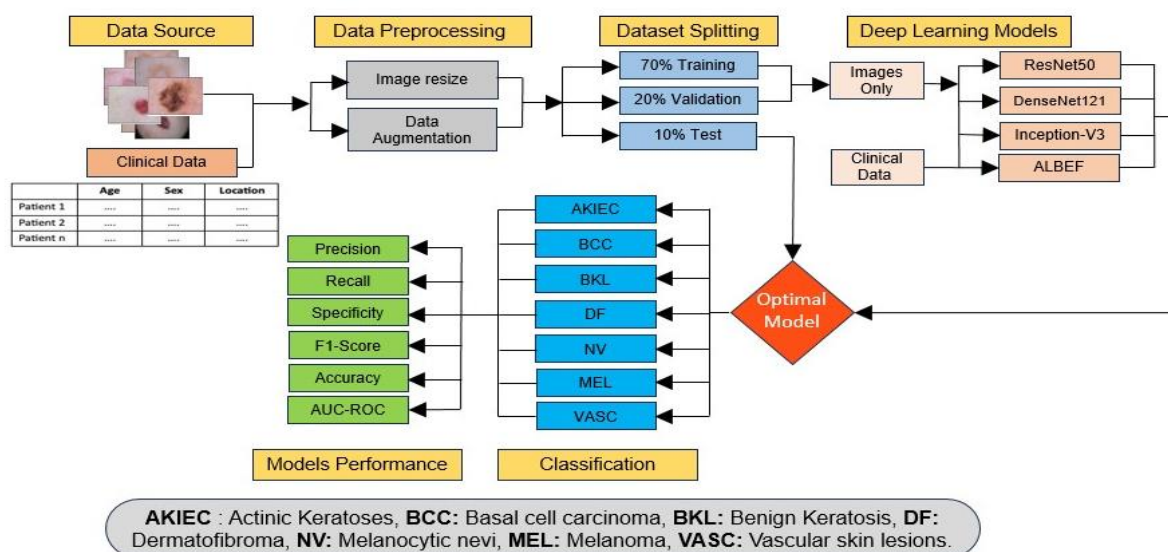 Data Source
Data Preprocessing
Dataset Splitting
Deep Learning Models
Image resize
Data
Augmentation
70% Training
20% Validation
10% Test
Images
Only
Clinical
Data
ResNet50
DenseNet121
Inception-V3
ALBEF
Clinical Data
Age Sex Location
Patient 1 .... .... ....
Patient 2 .... .... ....
Patient n .... .... ....
Precision
Recall
Specificity
F1-Score
Accuracy
AUC-ROC
AKIEC
BCC
BKL
DF
NV
MEL
VASC
Optimal
Model
Models Performance
Classification
AKIEC : Actinic Keratoses, BCC: Basal cell carcinoma, BKL: Benign Keratosis, DF:
Dermatofibroma, NV: Melanocytic nevi, MEL: Melanoma, VASC: Vascular skin lesions.